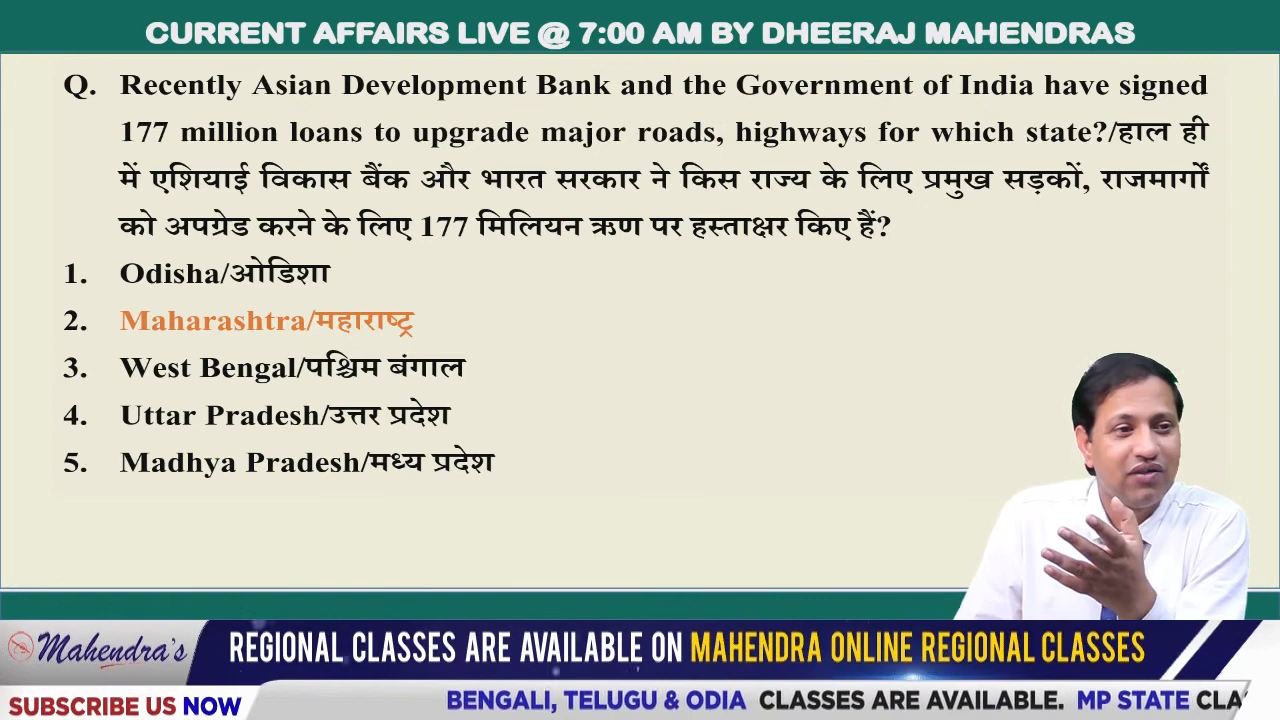 CURRENT AFFAIRS LIVE @ 7:00 AM BY DHEERAJ MAHENDRAS
Q. Recently Asian Development Bank and the Government of India have signed
177 million loans to upgrade major roads, highways for which state?/हाल ही
में एशियाई विकास बैंक और भारत सरकार ने किस राज्य के लिए प्रमुख सड़कों, राजमार्गों
को अपग्रेड करने के लिए 177 मिलियन ऋण पर हस्ताक्षर किए हैं?
1. Odisha/ओडिशा
2. Maharashtra/महाराष्ट्र
3. West Bengal/पश्चिम बंगाल
4. Uttar Pradesh/उत्तर प्रदेश
5. Madhya Pradesh/मध्य प्रदेश
Mahendra's
REGIONAL CLASSES ARE AVAILABLE ON MAHENDRA ONLINE REGIONAL CLASSES
SUBSCRIBE US NOW
BENGALI, TELUGU & ODIA CLASSES ARE AVAILABLE. MP STATE CLA